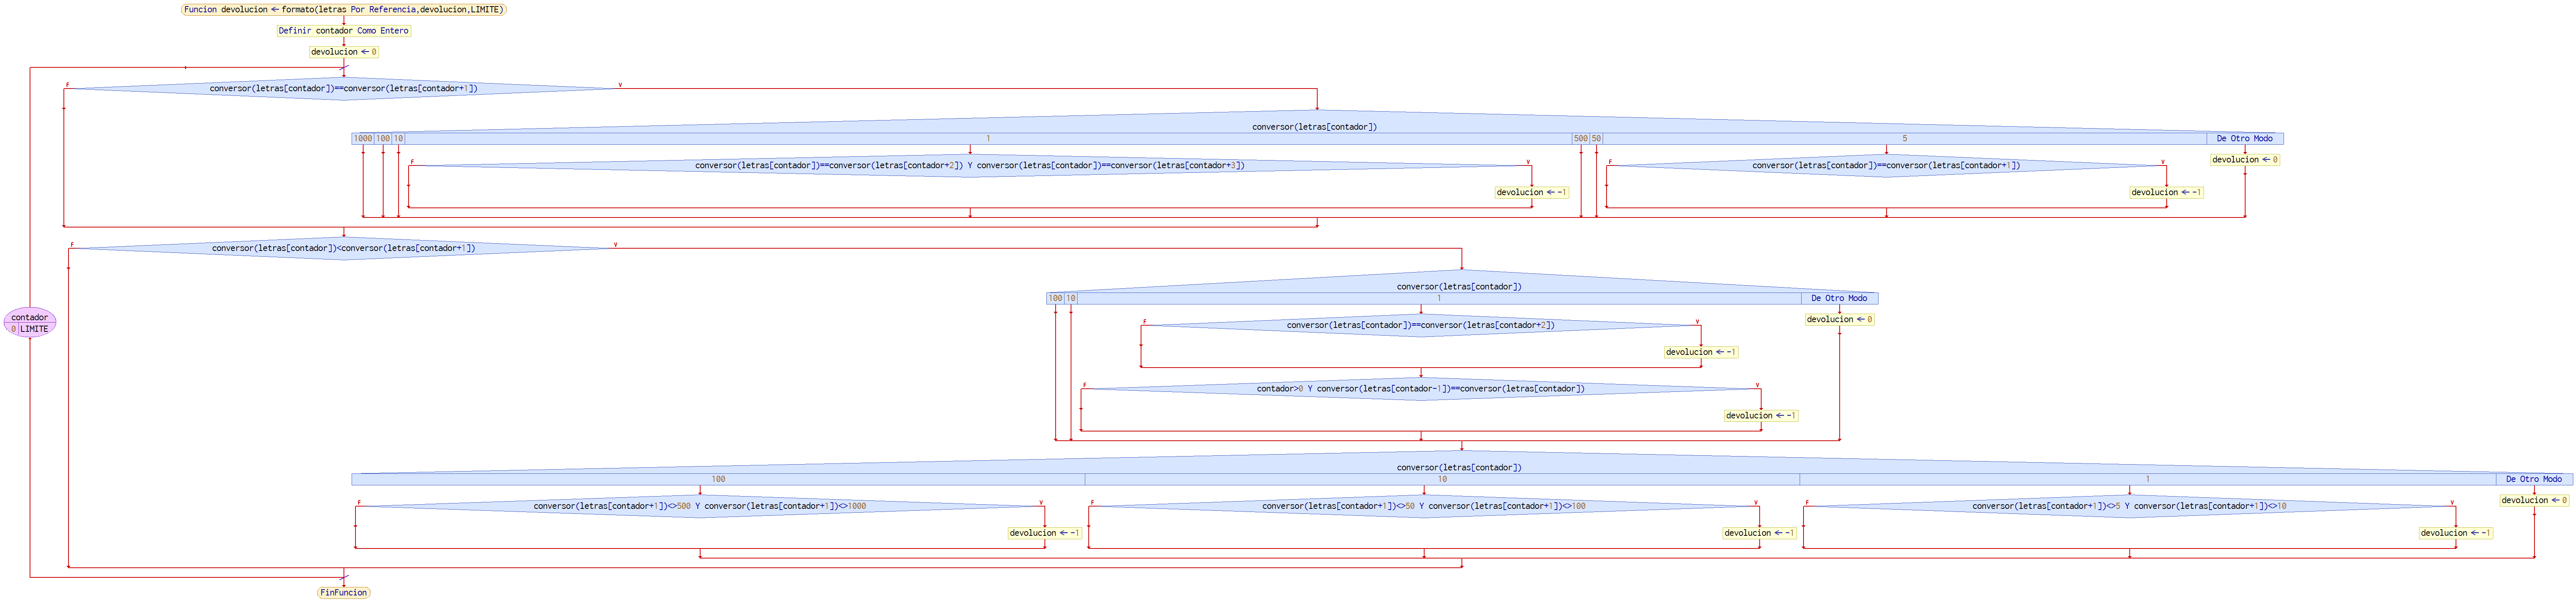 Funcion devolucion ← formato(letras Por Referencia,devolucion,LIMITE)
Definir contador Como Entero
devolucion ← 0
F
V
conversor(letras[contador])==conversor(letras[contador+1])
conversor(letras[contador])
1000 100 10 1 500 50 5 De Otro Modo
F
V
conversor(letras[contador])==conversor(letras[contador+2]) Y conversor(letras[contador])==conversor(letras[contador+3])
devolucion ← -1
F
V
conversor(letras[contador])==conversor(letras[contador+1])
devolucion ← -1
devolucion ← 0
F
V
conversor(letras[contador])<conversor(letras[contador+1])
conversor(letras[contador])
100 10 1 De Otro Modo
contador
0 LIMITE
F
V
conversor(letras[contador])==conversor(letras[contador+2])
devolucion ← 0
devolucion ← -1
F
V
contador>0 Y conversor(letras[contador-1])==conversor(letras[contador])
devolucion ← -1
conversor(letras[contador])
100 10 1 De Otro Modo
F
V
conversor(letras[contador+1])<>500 Y conversor(letras[contador+1])<>1000
devolucion ← -1
F
V
conversor(letras[contador+1])<>50 Y conversor(letras[contador+1])<>100
devolucion ← -1
F
V
conversor(letras[contador+1])<>5 Y conversor(letras[contador+1])<>10
devolucion ← -1
devolucion ← 0
FinFuncion